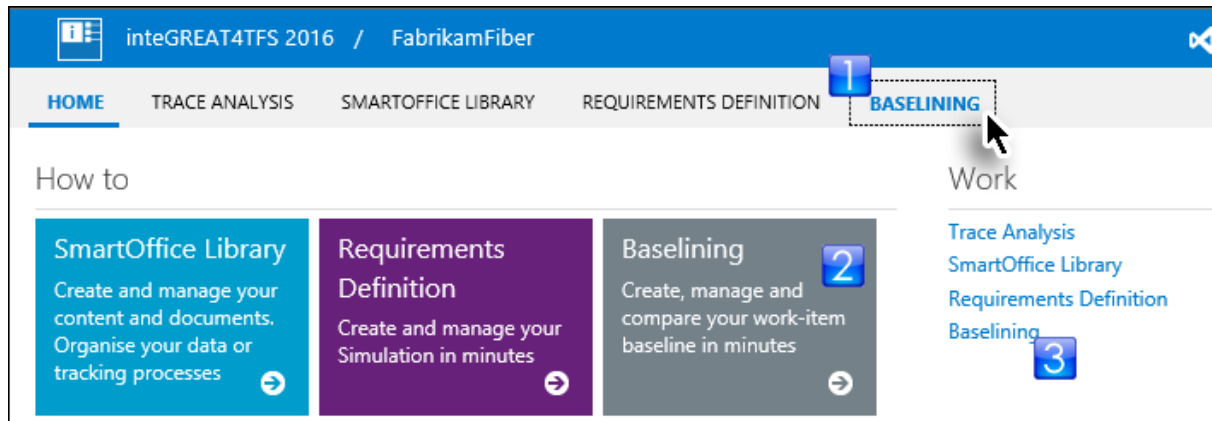 inteGREAT4TFS 2016 / FabrikamFiber
1
HOME TRACE ANALYSIS SMARTOFFICE LIBRARY REQUIREMENTS DEFINITION BASELINING
How to
SmartOffice Library
Create and manage your
content and documents.
Organise your data or
tracking processes
Requirements
Definition
Create and manage your
Simulation in minutes
Baselining
2
Create, manage and
compare your work-item
baseline in minutes
Work
Trace Analysis
SmartOffice Library
Requirements Definition
Baselining
3